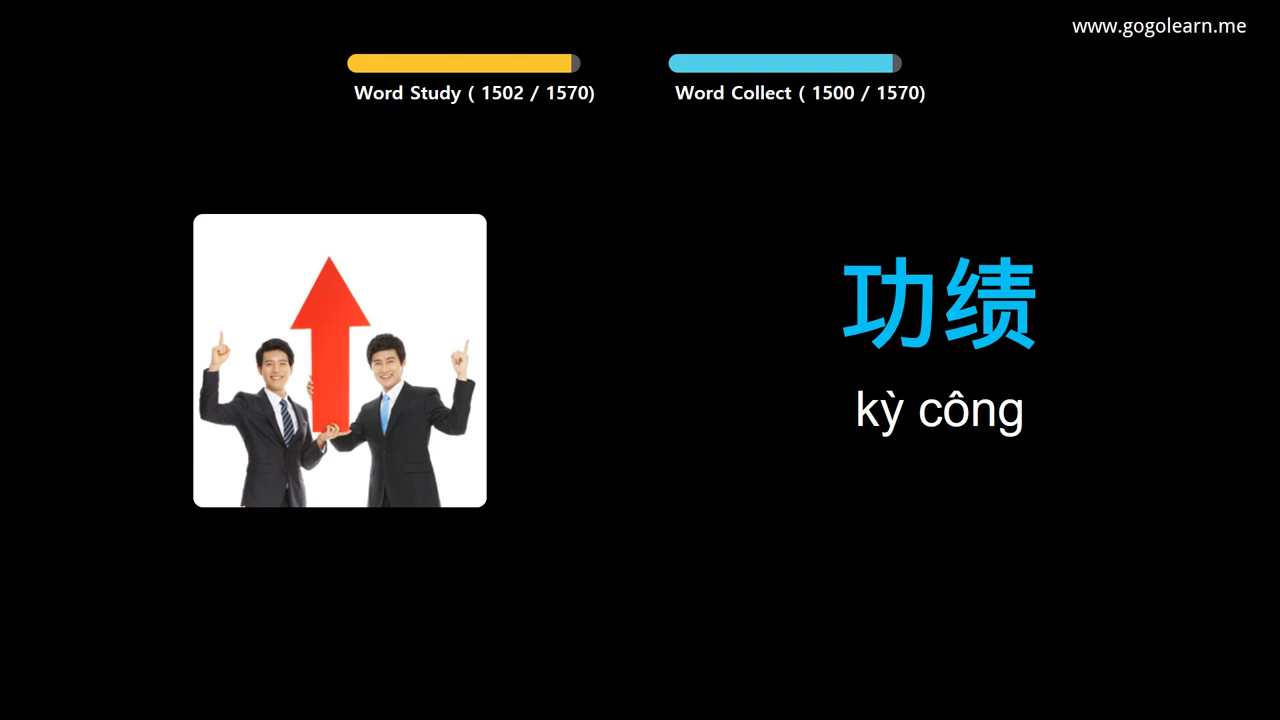 www.gogolearn.me
Word Study ( 1502 / 1570)
Word Collect ( 1500 / 1570)
功绩
kỳ công